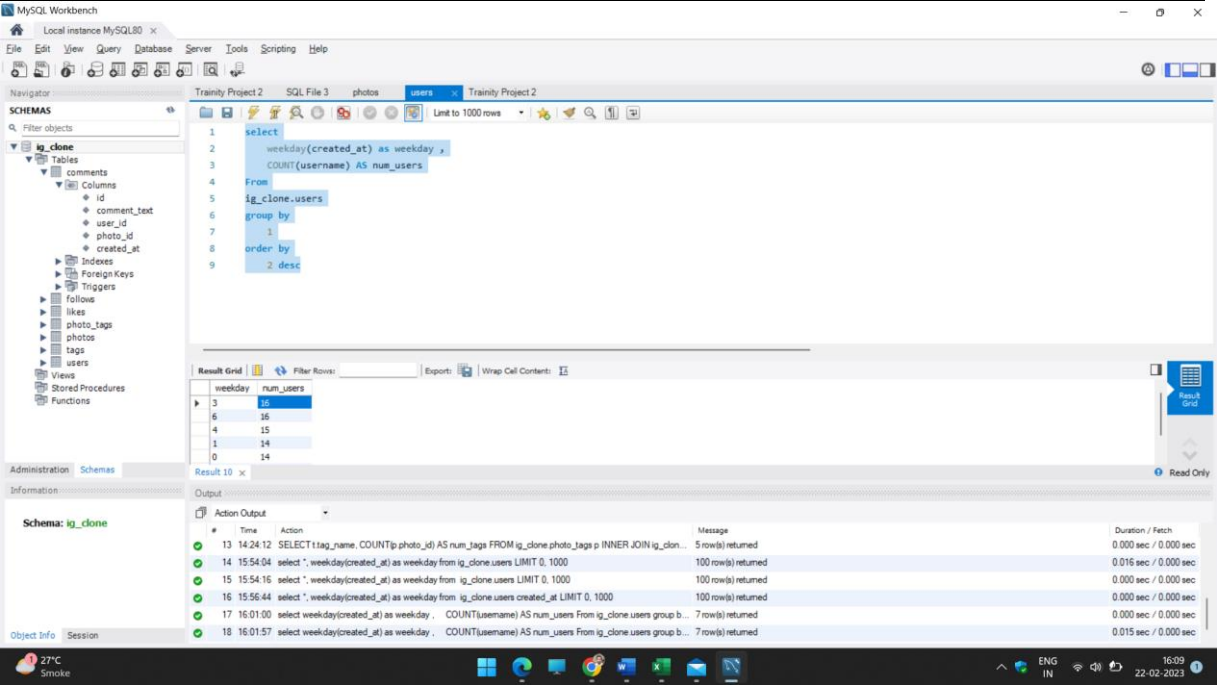 MySQL Workbench
Local instance MySQL80
File Edit View Query Database Server Tools Scripting Help
Navigator
SCHEMAS
Filter objects
ig_clone
Tables
comments
Columns
id
comment_text
user_id
photo_id
created_at
Indexes
Foreign Keys
Triggers
follows
likes
photo_tags
photos
tags
users
Views
Stored Procedures
Functions
Administration Schemas
Information
Schema: ig_clone
Object Info Session
Trainity Project 2 SQL File 3 photos users Trainity Project 2
Limit to 1000 rows
1 select
2 weekday(created_at) as weekday ,
3 COUNT(username) AS num_users
4 From
5 ig_clone.users
6 group by
7 1
8 order by
9 2 desc
Result Grid Filter Rows: Export: Wrap Cell Content:
weekday num_users
3 16
6 16
4 15
1 14
0 14
Result Grid
Result 10
Read Only
Output
Action Output
# Time Action Message Duration / Fetch
13 14:24:12 SELECT t.tag_name, COUNT(p.photo_id) AS num_tags FROM ig_clone.photo_tags p INNER JOIN ig_clon... 5 row(s) returned 0.000 sec / 0.000 sec
14 15:54:04 select *, weekday(created_at) as weekday from ig_clone.users LIMIT 0, 1000 100 row(s) returned 0.016 sec / 0.000 sec
15 15:54:16 select *, weekday(created_at) as weekday from ig_clone.users LIMIT 0, 1000 100 row(s) returned 0.000 sec / 0.000 sec
16 15:56:44 select *, weekday(created_at) as weekday from ig_clone.users created_at LIMIT 0, 1000 100 row(s) returned 0.000 sec / 0.000 sec
17 16:01:00 select weekday(created_at) as weekday , COUNT(username) AS num_users From ig_clone.users group b... 7 row(s) returned 0.000 sec / 0.000 sec
18 16:01:57 select weekday(created_at) as weekday , COUNT(username) AS num_users From ig_clone.users group b... 7 row(s) returned 0.015 sec / 0.000 sec
1
27°C
Smoke
ENG
IN
16:09
22-02-2023
1